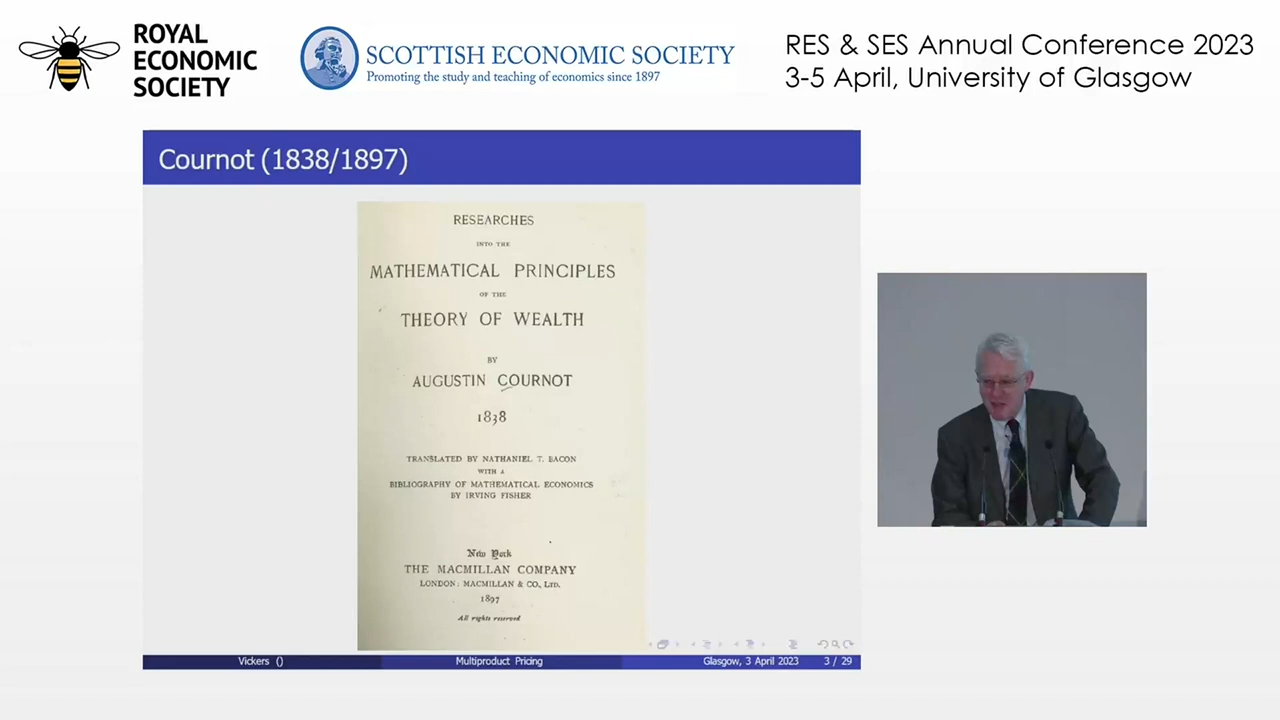 ROYAL
ECONOMIC
SOCIETY
SCOTTISH ECONOMIC SOCIETY
Promoting the study and teaching of economics since 1897
RES & SES Annual Conference 2023
3-5 April, University of Glasgow
Cournot (1838/1897)
RESEARCHES
INTO THE
MATHEMATICAL PRINCIPLES
OF THE
THEORY OF WEALTH
BY
AUGUSTIN COURNOT
1838
TRANSLATED BY NATHANIEL T. BACON
WITH A
BIBLIOGRAPHY OF MATHEMATICAL ECONOMICS
BY IRVING FISHER
New York
THE MACMILLAN COMPANY
LONDON: MACMILLAN & CO., LTD.
1897
All rights reserved
Vickers ()
Multiproduct Pricing
Glasgow, 3 April 2023
3 / 29